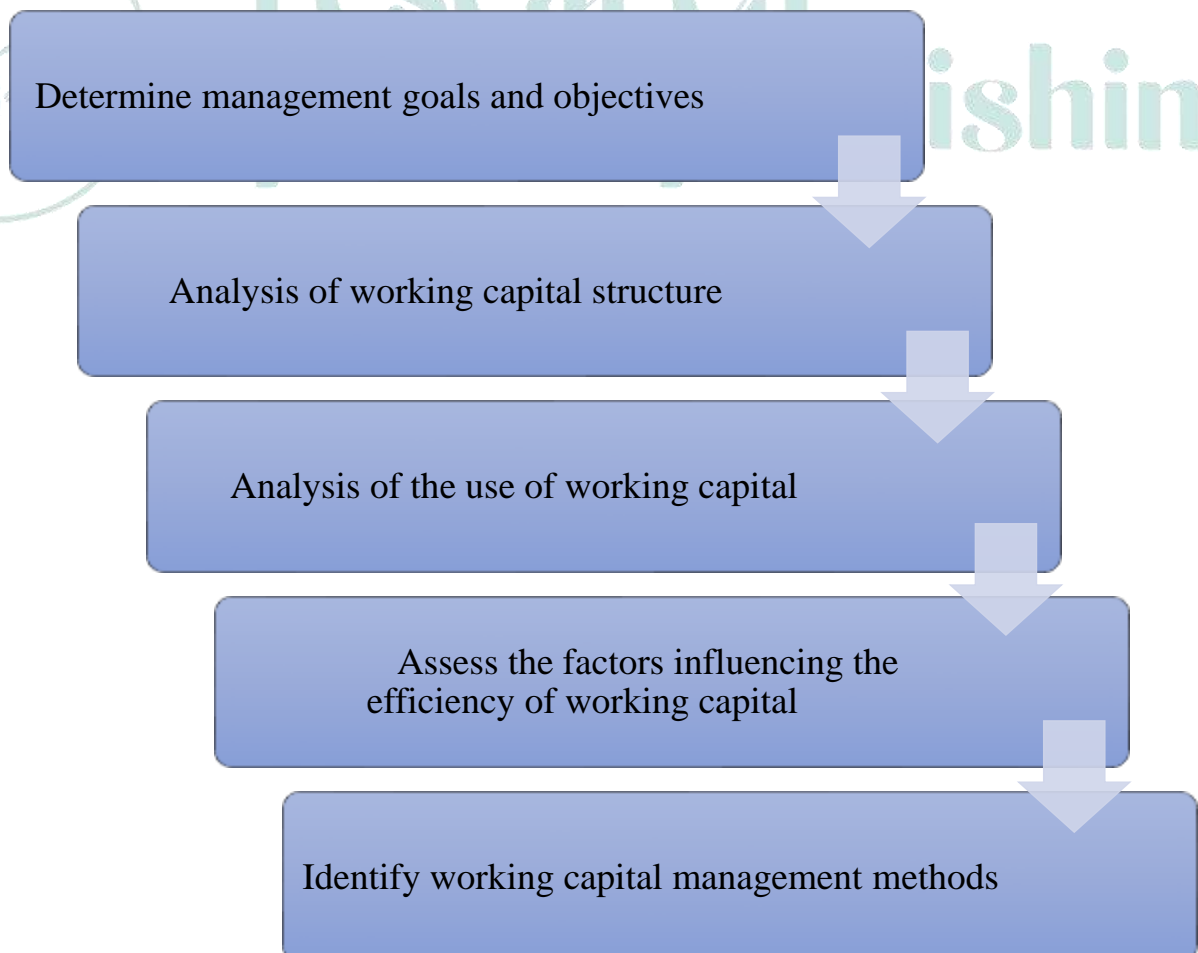 Determine management goals and objectives
Analysis of working capital structure
Analysis of the use of working capital
Assess the factors influencing the
efficiency of working capital
Identify working capital management methods